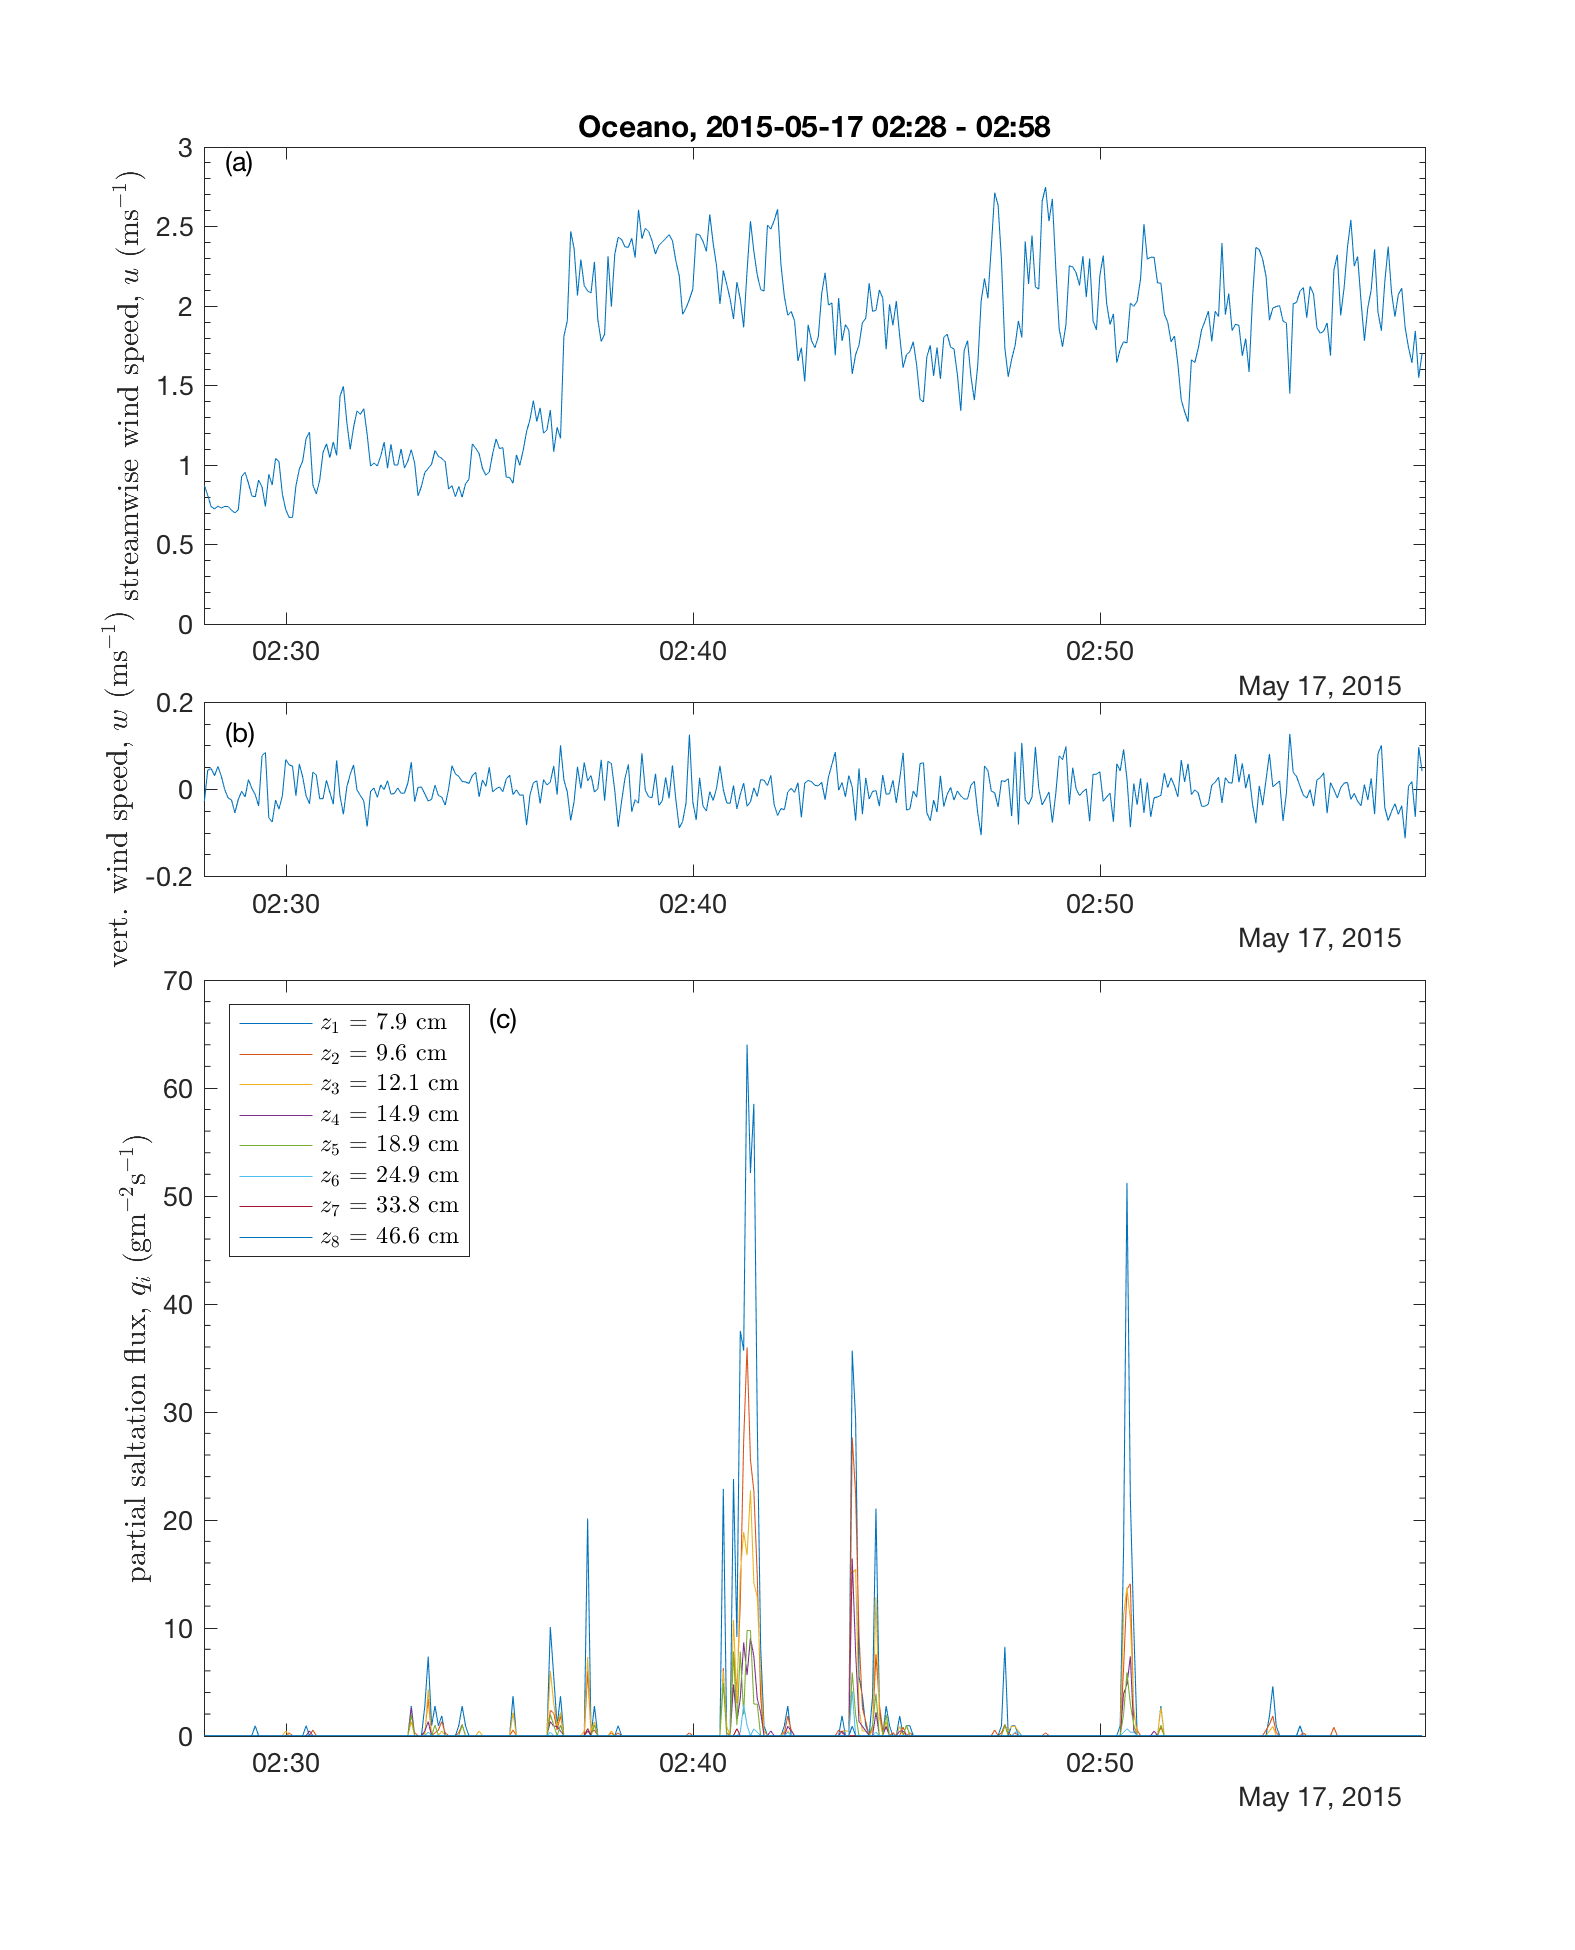 Oceano, 2015-05-17 02:28 - 02:58
(a)
streamwise wind speed, u (ms⁻¹)
3
2.5
2
1.5
1
0.5
0
02:30 02:40 02:50
May 17, 2015
(b)
vert. wind speed, w (ms⁻¹)
0.2
0
-0.2
02:30 02:40 02:50
May 17, 2015
(c)
partial saltation flux, qᵢ (gm⁻²s⁻¹)
70
60
50
40
30
20
10
0
z₁ = 7.9 cm
z₂ = 9.6 cm
z₃ = 12.1 cm
z₄ = 14.9 cm
z₅ = 18.9 cm
z₆ = 24.9 cm
z₇ = 33.8 cm
z₈ = 46.6 cm
02:30 02:40 02:50
May 17, 2015